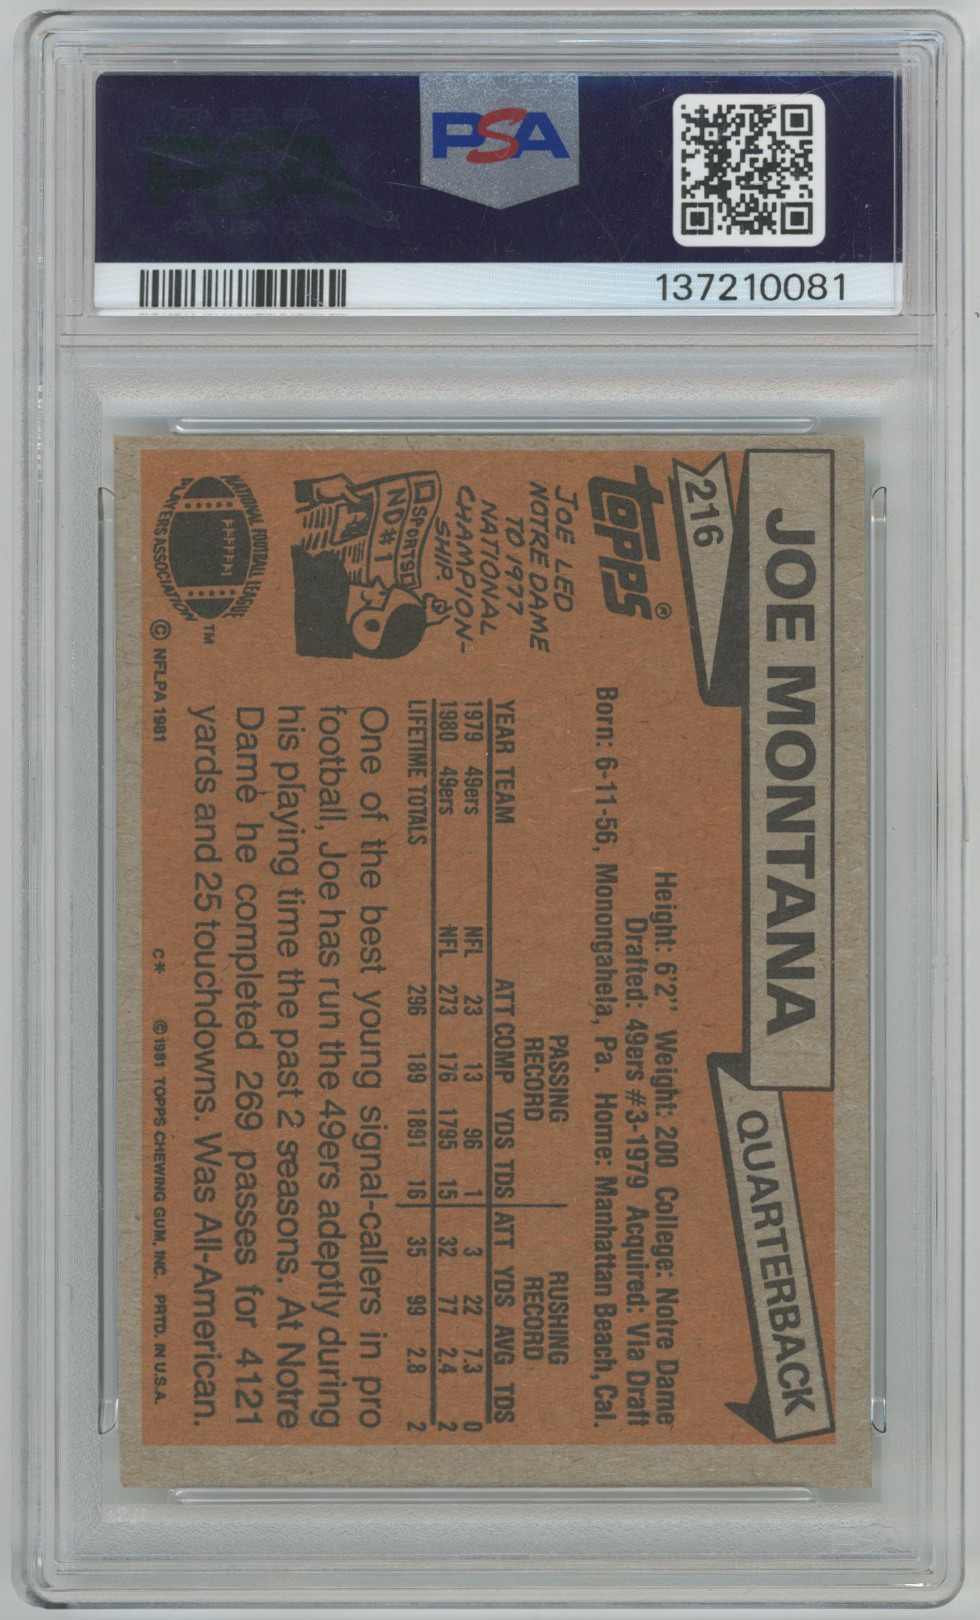 PSA
PSA
137210081
JOE MONTANA
QUARTERBACK
216
TOPPS®
Height: 6'2'' Weight: 200 College: Notre Dame
Drafted: 49ers #3-1979 Acquired: Via Draft
Born: 6-11-56, Monongahela, Pa. Home: Manhattan Beach, Cal.
JOE LED
NOTRE DAME
TO 1977
NATIONAL
CHAMPION-
SHIP.
SPORTS
ND #1
PASSING RECORD RUSHING RECORD
YEAR TEAM ATT COMP YDS TDS ATT YDS AVG TDS
1979 49ers NFL 23 13 96 1 3 22 7.3 0
1980 49ers NFL 273 176 1795 15 32 77 2.4 2
LIFETIME TOTALS 296 189 1891 16 35 99 2.8 2
One of the best young signal-callers in pro
football, Joe has run the 49ers adeptly during
his playing time the past 2 seasons. At Notre
Dame he completed 269 passes for 4121
yards and 25 touchdowns. Was All-American.
NATIONAL FOOTBALL LEAGUE
PLAYERS ASSOCIATION
™
© NFLPA 1981
C* ©1981 TOPPS CHEWING GUM, INC. PRTD. IN U.S.A.